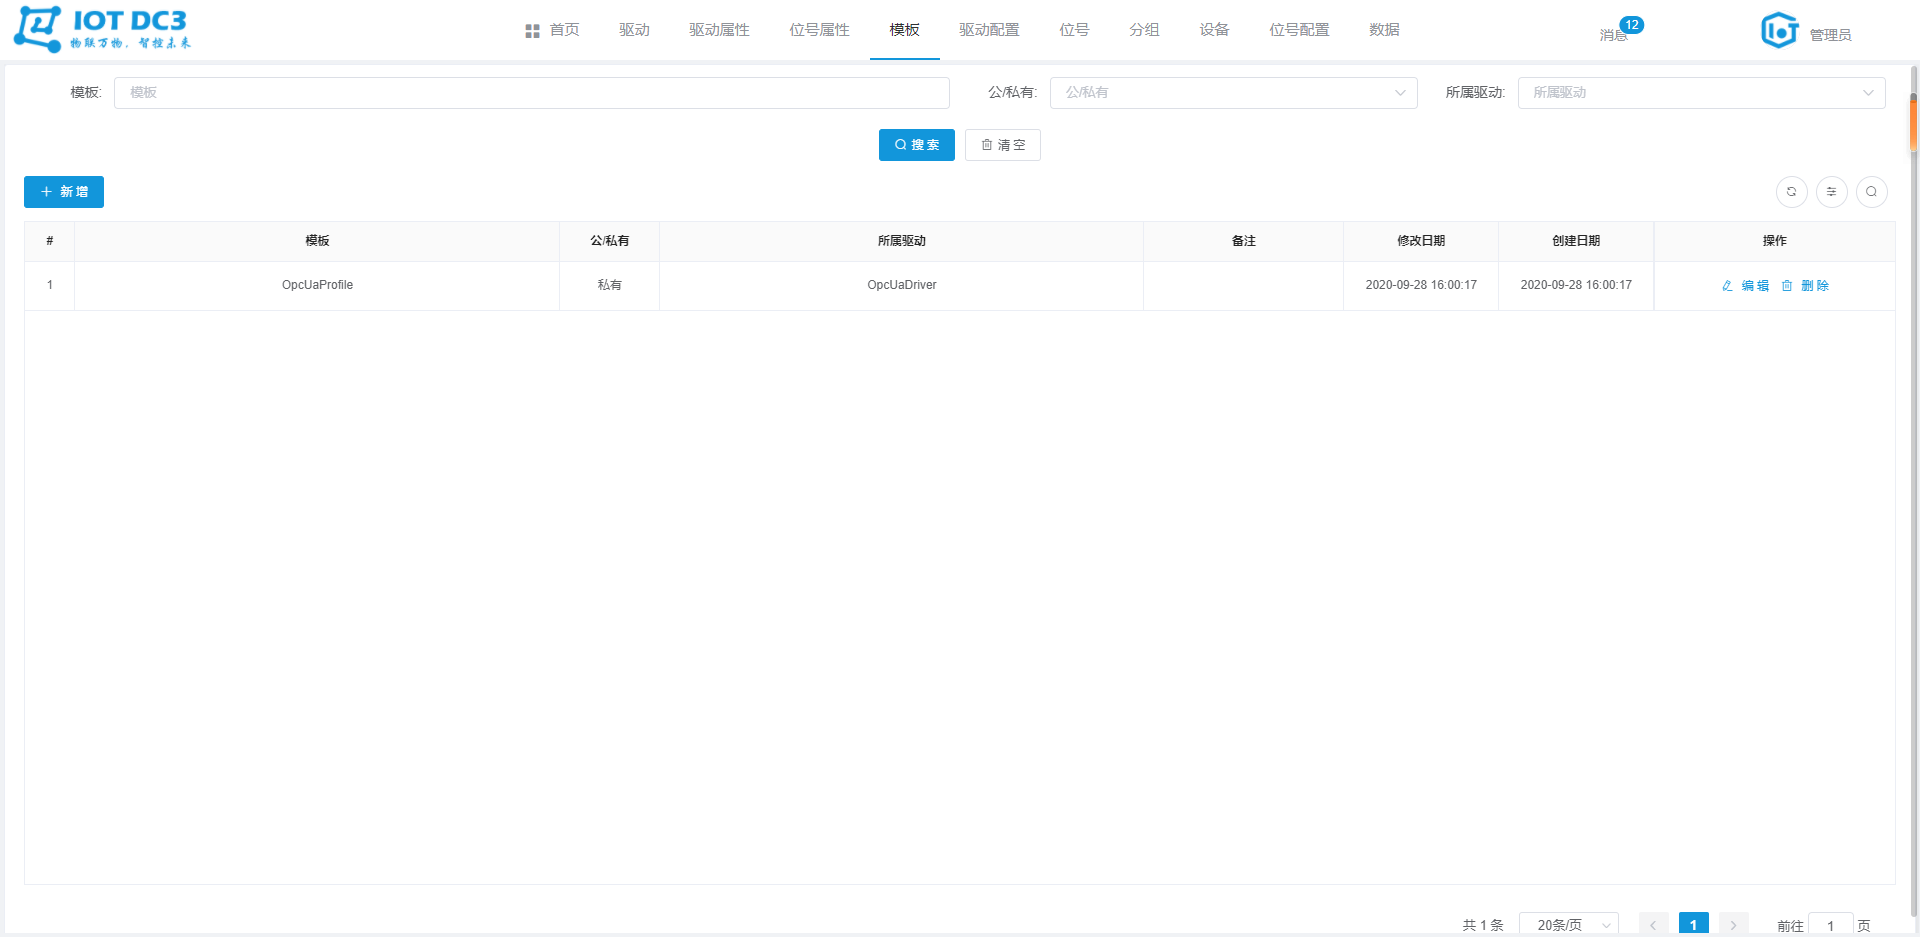 IOT DC3
物联万物，智控未来
首页 驱动 驱动属性 位号属性 模板 驱动配置 位号 分组 设备 位号配置 数据
消息 12
管理员
模板: 模板 公/私有: 公/私有 所属驱动: 所属驱动
搜索 清空
新增
# 模板 公/私有 所属驱动 备注 修改日期 创建日期 操作
1 OpcUaProfile 私有 OpcUaDriver 2020-09-28 16:00:17 2020-09-28 16:00:17 编辑 删除
共 1 条 20条/页 1 前往 1 页